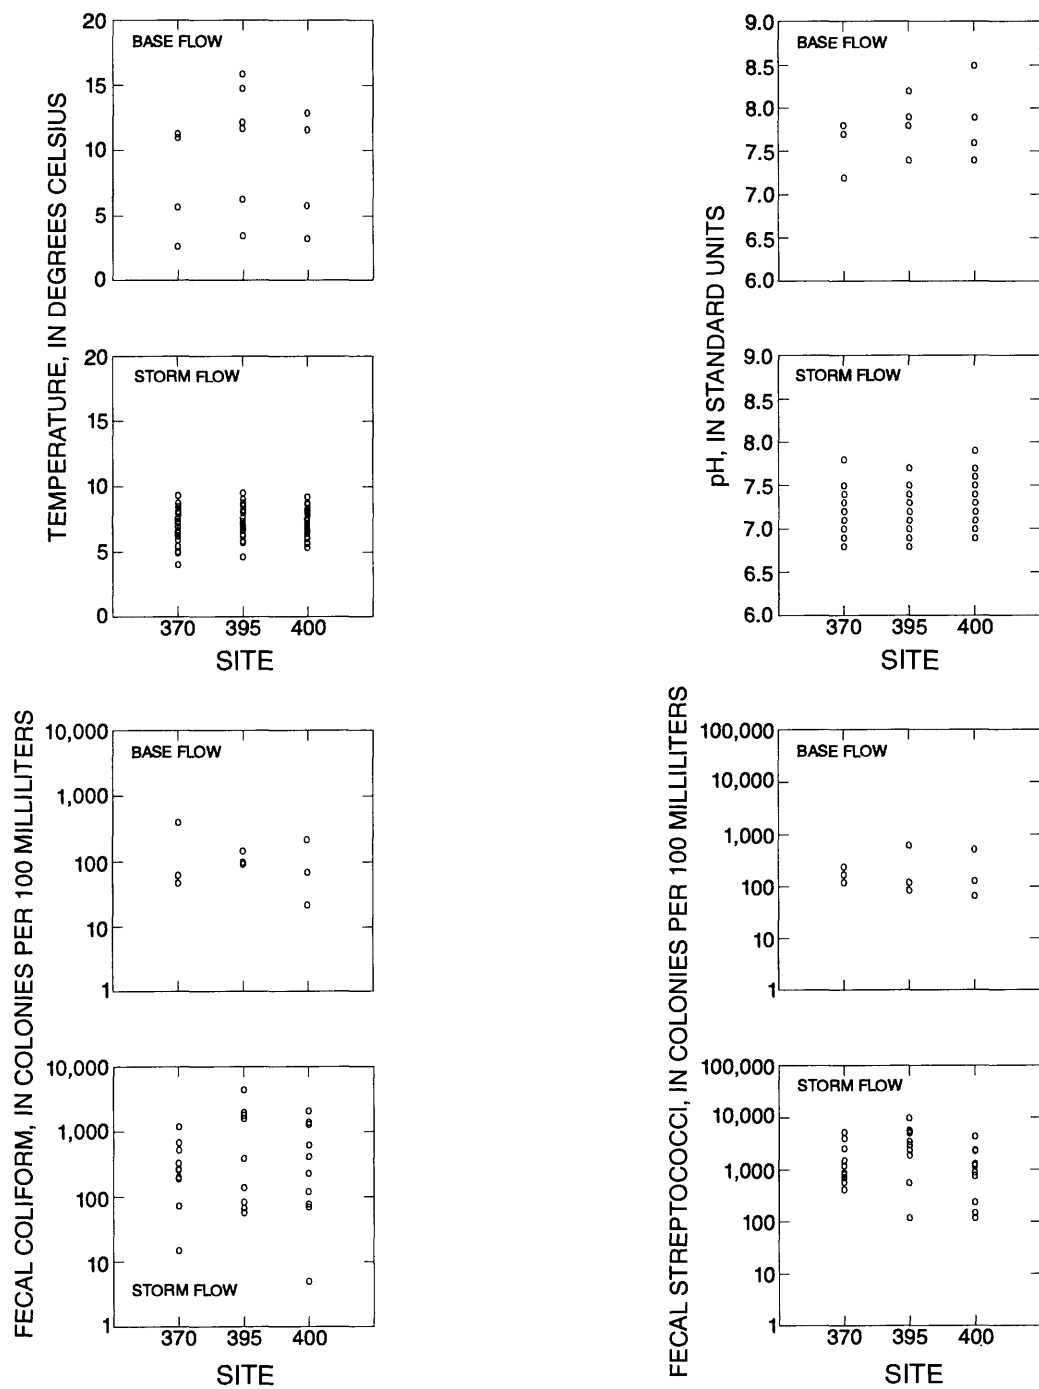 TEMPERATURE, IN DEGREES CELSIUS
20
15
10
5
0
BASE FLOW
20
15
10
5
0
STORM FLOW
370 395 400
SITE
pH, IN STANDARD UNITS
9.0
8.5
8.0
7.5
7.0
6.5
6.0
BASE FLOW
9.0
8.5
8.0
7.5
7.0
6.5
6.0
STORM FLOW
370 395 400
SITE
FECAL COLIFORM, IN COLONIES PER 100 MILLILITERS
10,000
1,000
100
10
1
BASE FLOW
10,000
1,000
100
10
1
STORM FLOW
370 395 400
SITE
FECAL STREPTOCOCCI, IN COLONIES PER 100 MILLILITERS
100,000
10,000
1,000
100
10
1
BASE FLOW
100,000
10,000
1,000
100
10
1
STORM FLOW
370 395 400
SITE